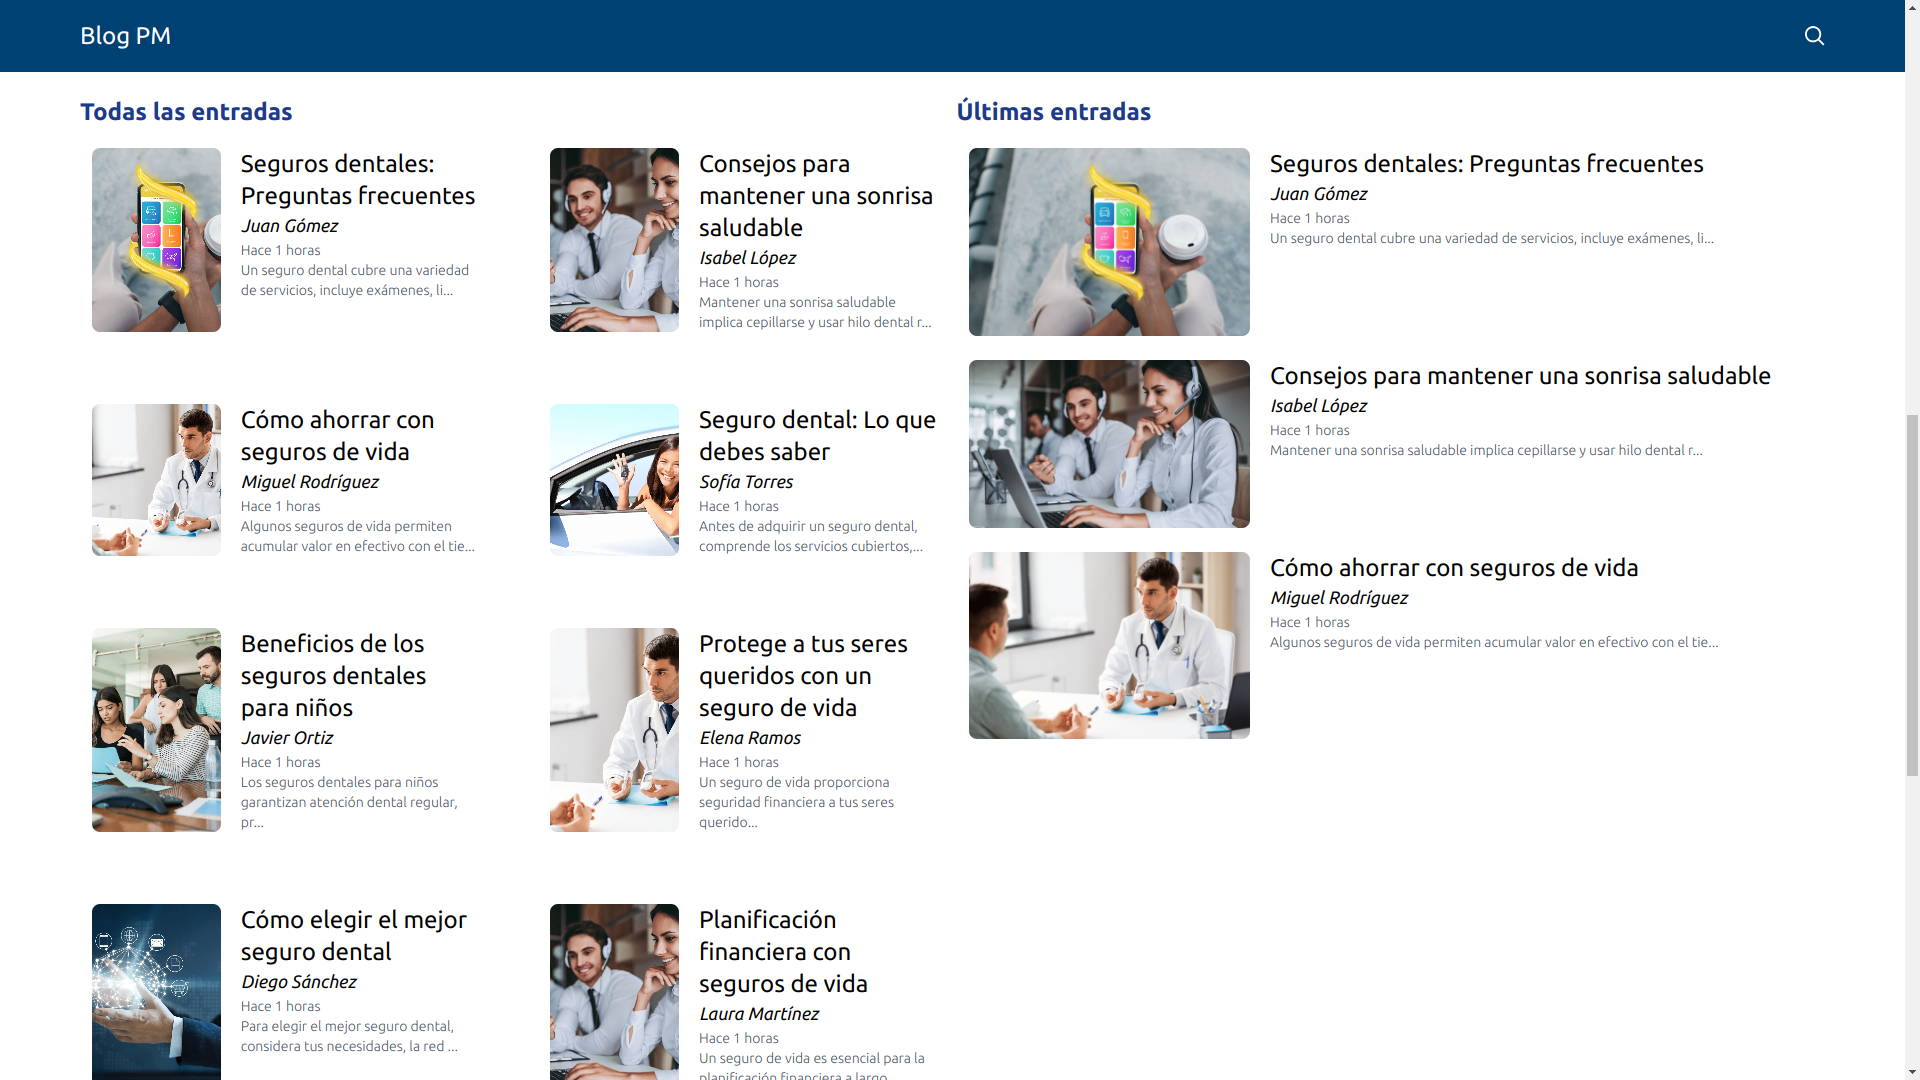 Blog PM
Todas las entradas
Seguros dentales:
Preguntas frecuentes
Juan Gómez
Hace 1 horas
Un seguro dental cubre una variedad
de servicios, incluye exámenes, li...
Consejos para
mantener una sonrisa
saludable
Isabel López
Hace 1 horas
Mantener una sonrisa saludable
implica cepillarse y usar hilo dental r...
Cómo ahorrar con
seguros de vida
Miguel Rodríguez
Hace 1 horas
Algunos seguros de vida permiten
acumular valor en efectivo con el tie...
Seguro dental: Lo que
debes saber
Sofía Torres
Hace 1 horas
Antes de adquirir un seguro dental,
comprende los servicios cubiertos,...
Beneficios de los
seguros dentales
para niños
Javier Ortiz
Hace 1 horas
Los seguros dentales para niños
garantizan atención dental regular,
pr...
Protege a tus seres
queridos con un
seguro de vida
Elena Ramos
Hace 1 horas
Un seguro de vida proporciona
seguridad financiera a tus seres
querido...
Cómo elegir el mejor
seguro dental
Diego Sánchez
Hace 1 horas
Para elegir el mejor seguro dental,
considera tus necesidades, la red ...
Planificación
financiera con
seguros de vida
Laura Martínez
Hace 1 horas
Un seguro de vida es esencial para la
planificación financiera a largo
Últimas entradas
Seguros dentales: Preguntas frecuentes
Juan Gómez
Hace 1 horas
Un seguro dental cubre una variedad de servicios, incluye exámenes, li...
Consejos para mantener una sonrisa saludable
Isabel López
Hace 1 horas
Mantener una sonrisa saludable implica cepillarse y usar hilo dental r...
Cómo ahorrar con seguros de vida
Miguel Rodríguez
Hace 1 horas
Algunos seguros de vida permiten acumular valor en efectivo con el tie...